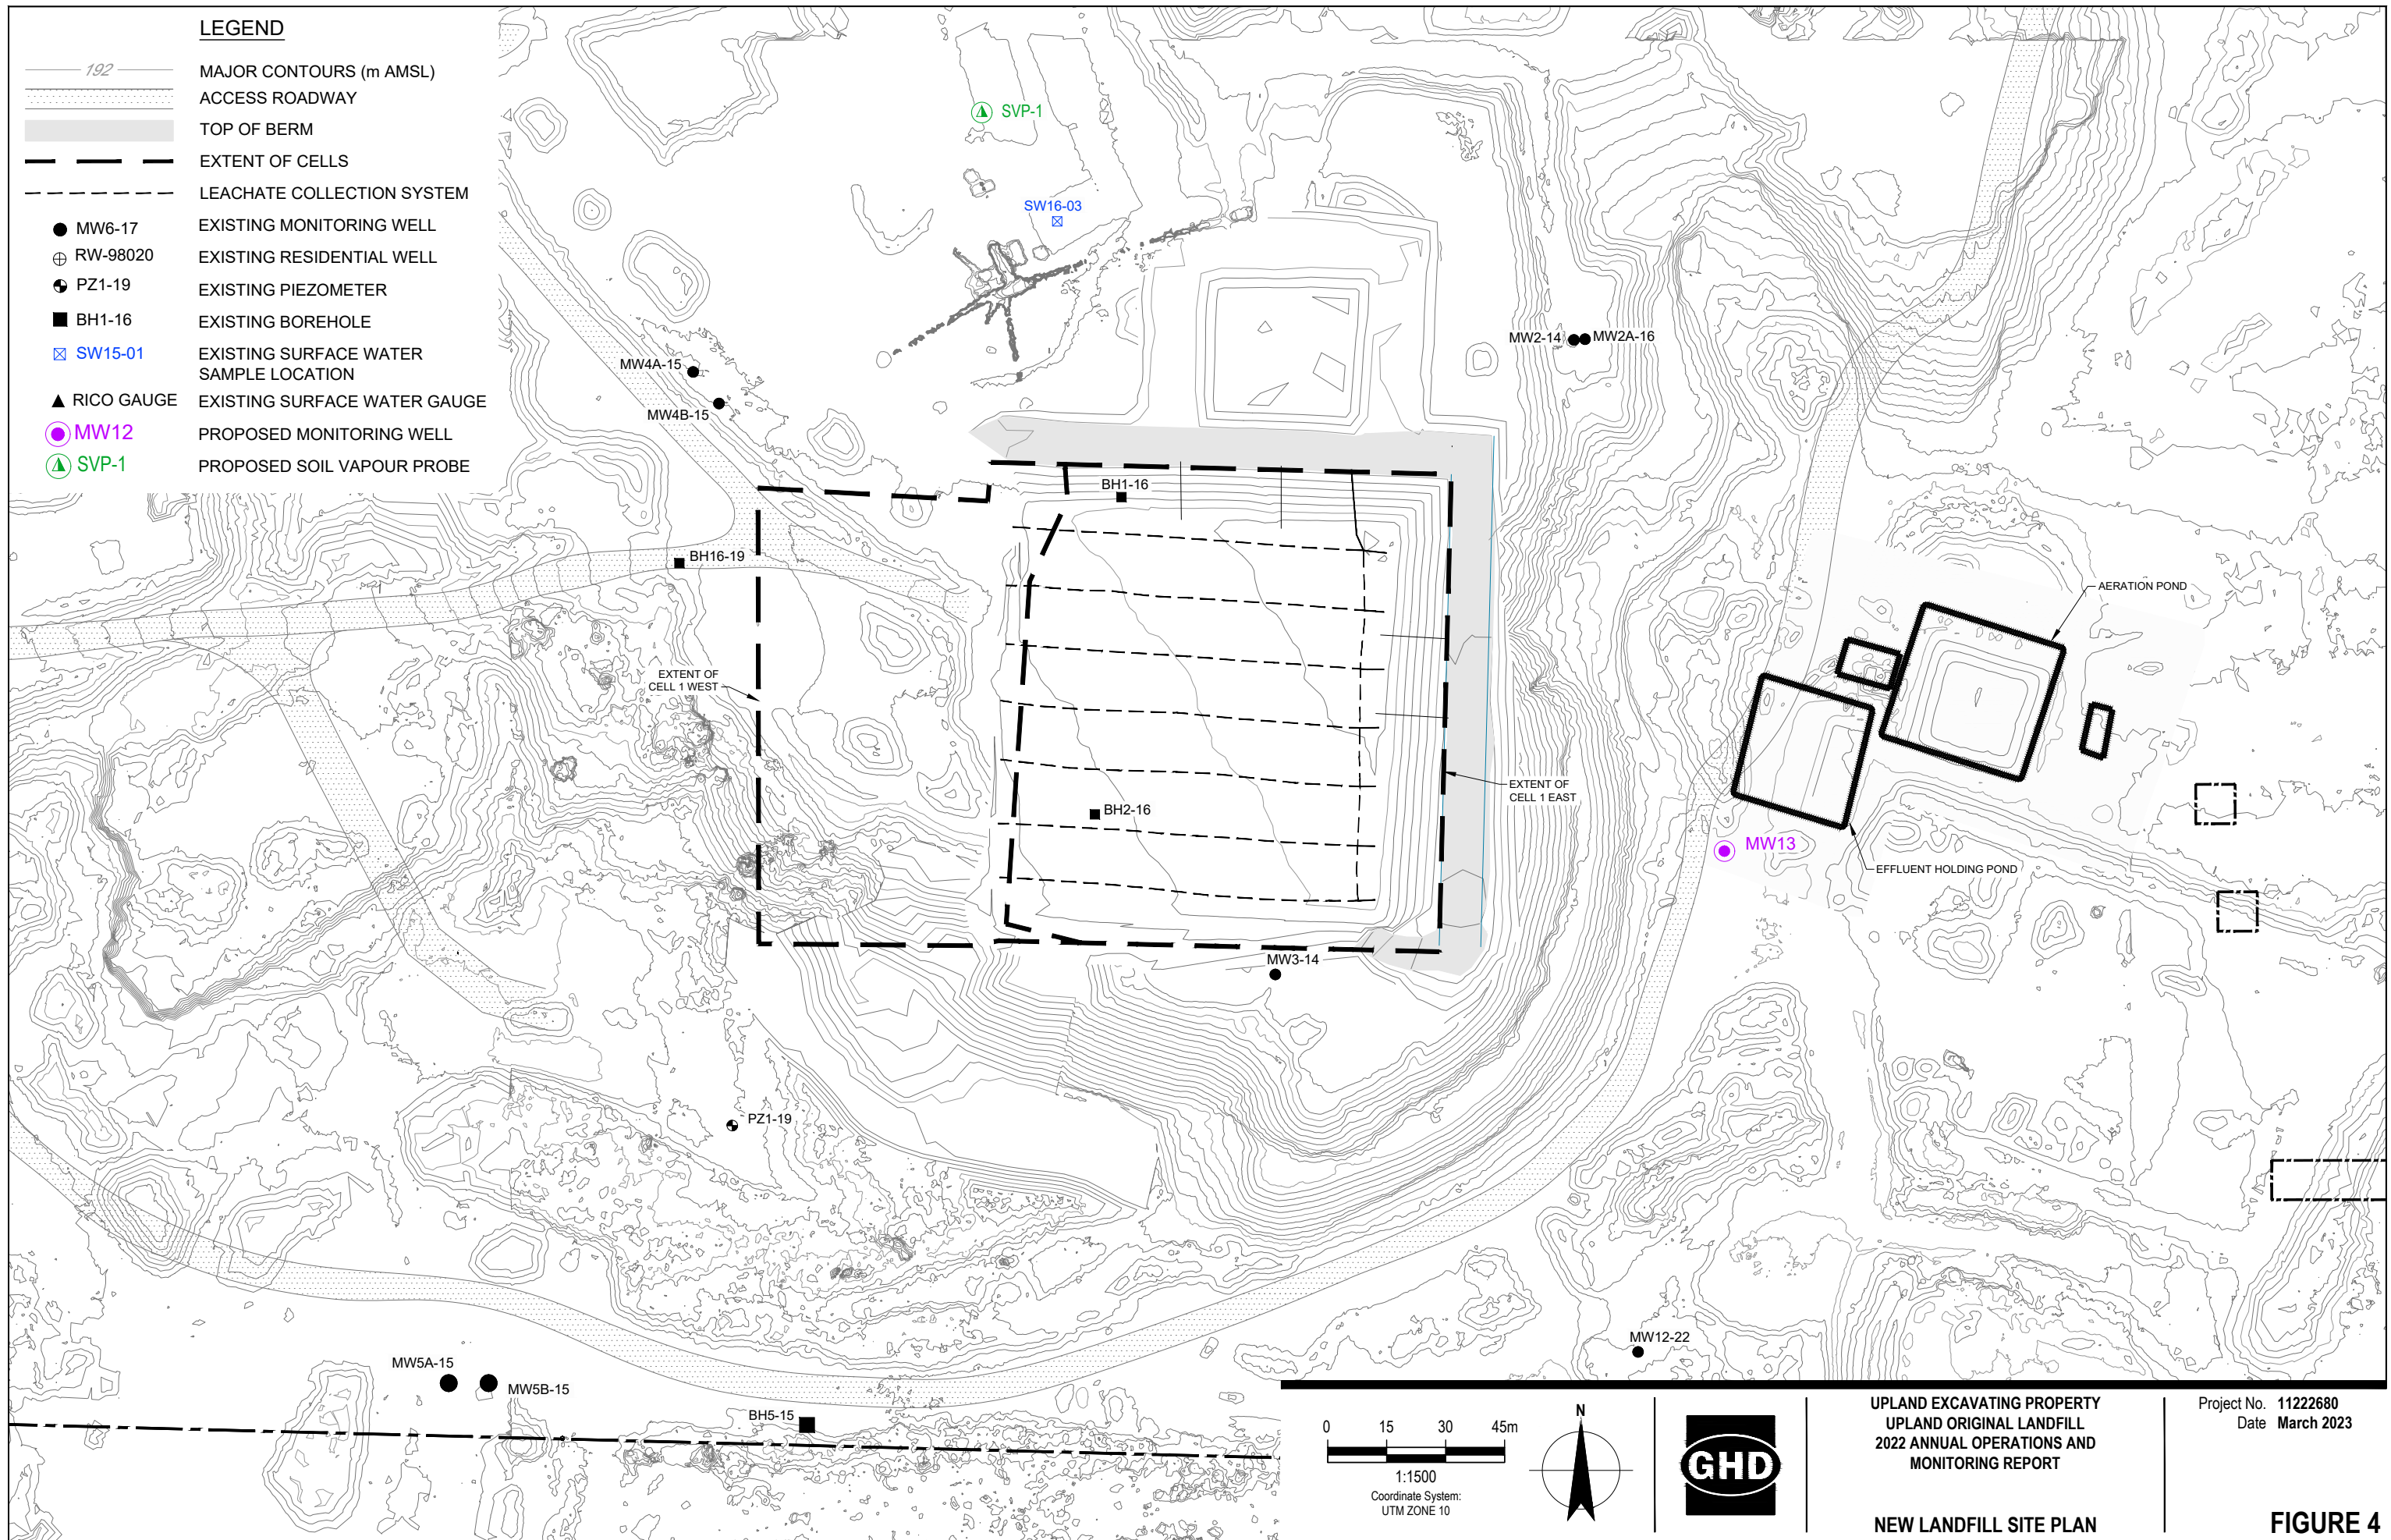 LEGEND
192
MAJOR CONTOURS (m AMSL)
ACCESS ROADWAY
TOP OF BERM
EXTENT OF CELLS
LEACHATE COLLECTION SYSTEM
MW6-17 EXISTING MONITORING WELL
RW-98020 EXISTING RESIDENTIAL WELL
PZ1-19 EXISTING PIEZOMETER
BH1-16 EXISTING BOREHOLE
SW15-01 EXISTING SURFACE WATER
SAMPLE LOCATION
RICO GAUGE EXISTING SURFACE WATER GAUGE
MW12 PROPOSED MONITORING WELL
SVP-1 PROPOSED SOIL VAPOUR PROBE
SVP-1
SW16-03
MW2-14
MW2A-16
MW4A-15
MW4B-15
BH1-16
BH16-19
AERATION POND
EXTENT OF
CELL 1 WEST
EXTENT OF
CELL 1 EAST
BH2-16
MW13
EFFLUENT HOLDING POND
MW3-14
PZ1-19
MW12-22
MW5A-15
MW5B-15
BH5-15
0 15 30 45m
1:1500
Coordinate System:
UTM ZONE 10
N
GHD
UPLAND EXCAVATING PROPERTY
UPLAND ORIGINAL LANDFILL
2022 ANNUAL OPERATIONS AND
MONITORING REPORT
NEW LANDFILL SITE PLAN
Project No. 11222680
Date March 2023
FIGURE 4